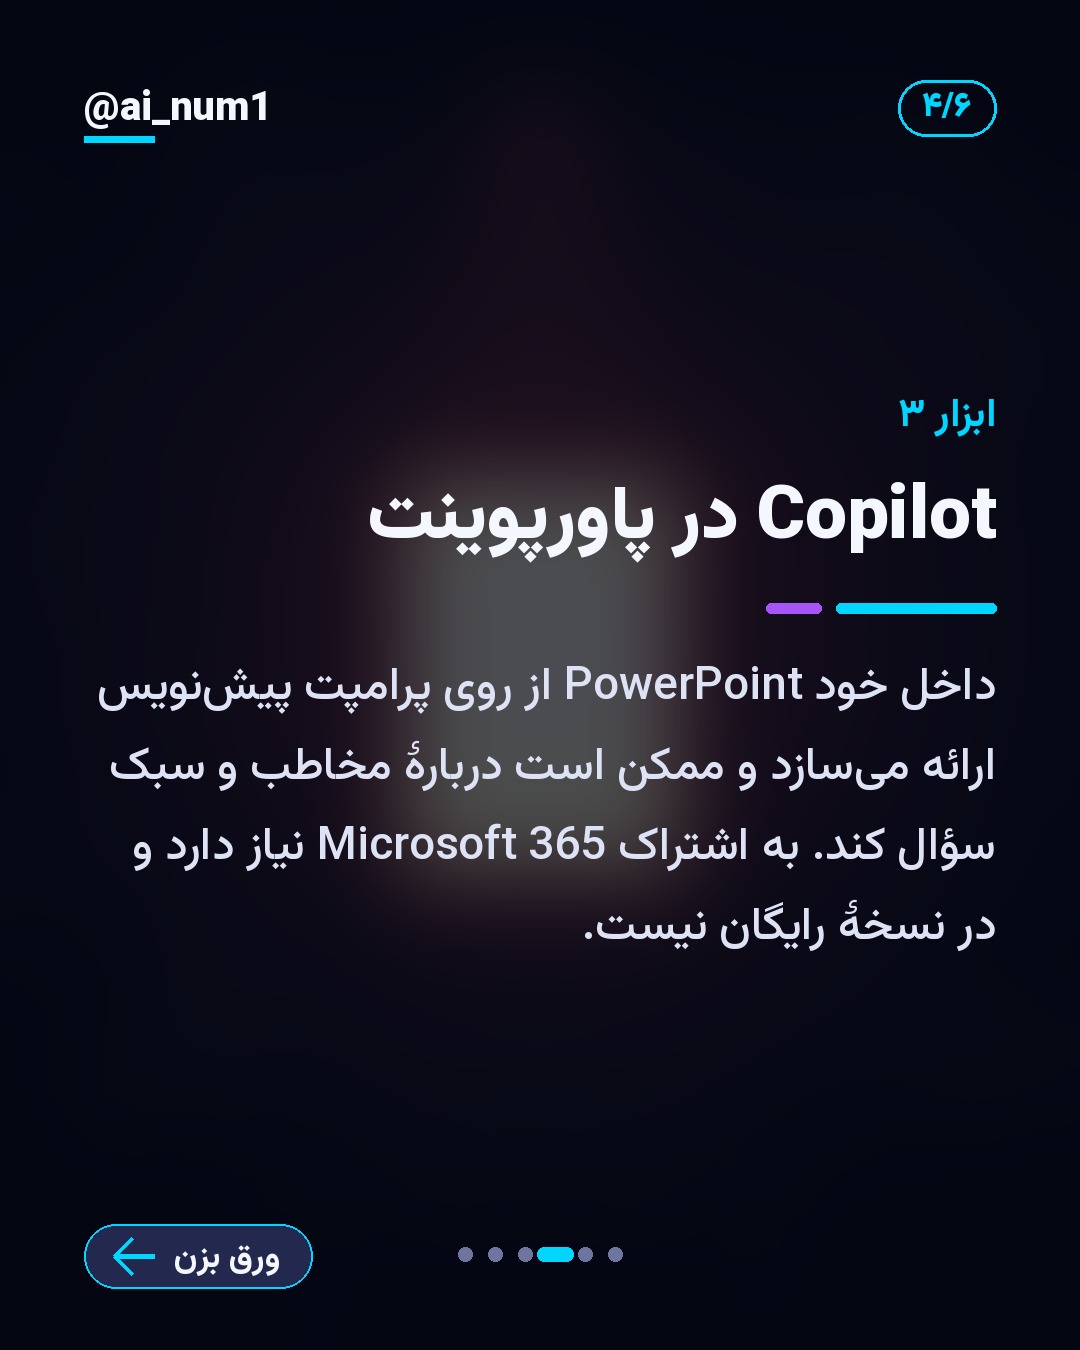 @ai_num1
۴/۶
ابزار ۳
Copilot در پاورپوینت
داخل خود PowerPoint از روی پرامپت پیش‌نویس
ارائه می‌سازد و ممکن است دربارهٔ مخاطب و سبک
سؤال کند. به اشتراک Microsoft 365 نیاز دارد و
در نسخهٔ رایگان نیست.
ورق بزن